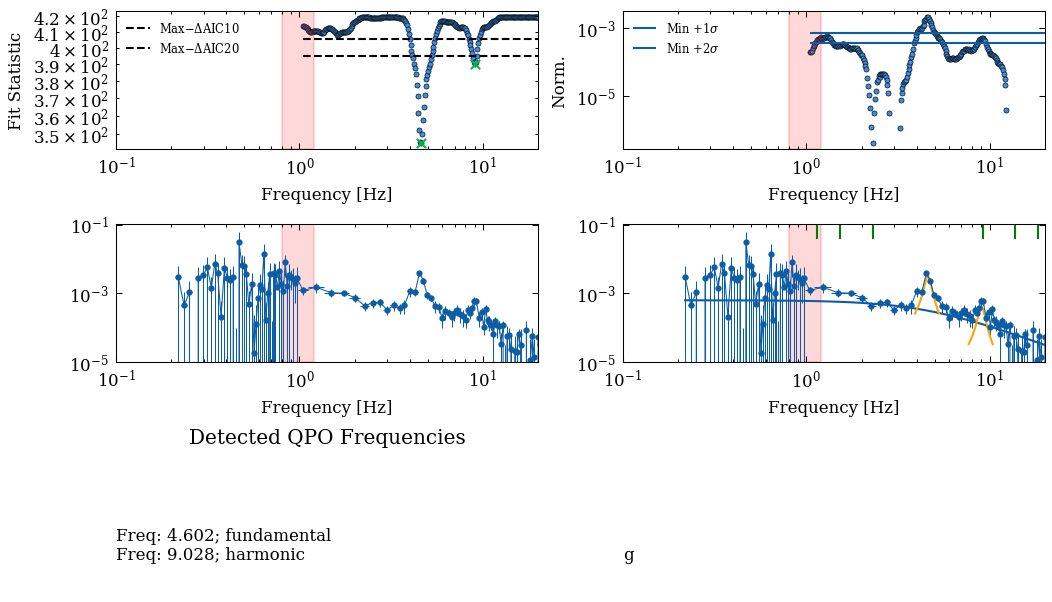 4.2 × 10²
4.1 × 10²
4 × 10²
3.9 × 10²
3.8 × 10²
3.7 × 10²
3.6 × 10²
3.5 × 10²
Fit Statistic
Max−ΔAIC10
Max−ΔAIC20
10⁻¹ 10⁰ 10¹
Frequency [Hz]
10⁻³
10⁻⁵
Norm.
Min +1σ
Min +2σ
10⁻¹ 10⁰ 10¹
Frequency [Hz]
10⁻¹
10⁻³
10⁻⁵
10⁻¹ 10⁰ 10¹
Frequency [Hz]
10⁻¹
10⁻³
10⁻⁵
10⁻¹ 10⁰ 10¹
Frequency [Hz]
Detected QPO Frequencies
Freq: 4.602; fundamental
Freq: 9.028; harmonic
g